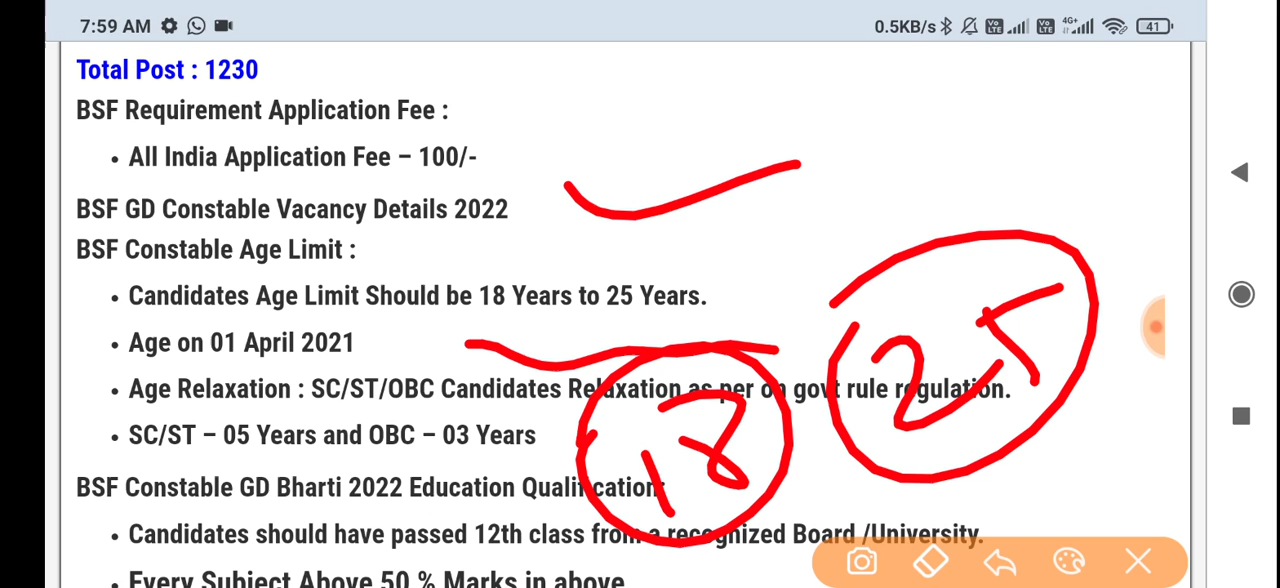 7:59 AM 0.5KB/s 4G+ 41
Total Post : 1230
BSF Requirement Application Fee :
• All India Application Fee – 100/-
BSF GD Constable Vacancy Details 2022
BSF Constable Age Limit :
• Candidates Age Limit Should be 18 Years to 25 Years.
• Age on 01 April 2021
25
• Age Relaxation : SC/ST/OBC Candidates Relaxation as per on govt rule regulation.
• SC/ST – 05 Years and OBC – 03 Years
18
BSF Constable GD Bharti 2022 Education Qualification:
• Candidates should have passed 12th class from a recognized Board /University.
• Every Subject Above 50 % Marks in above